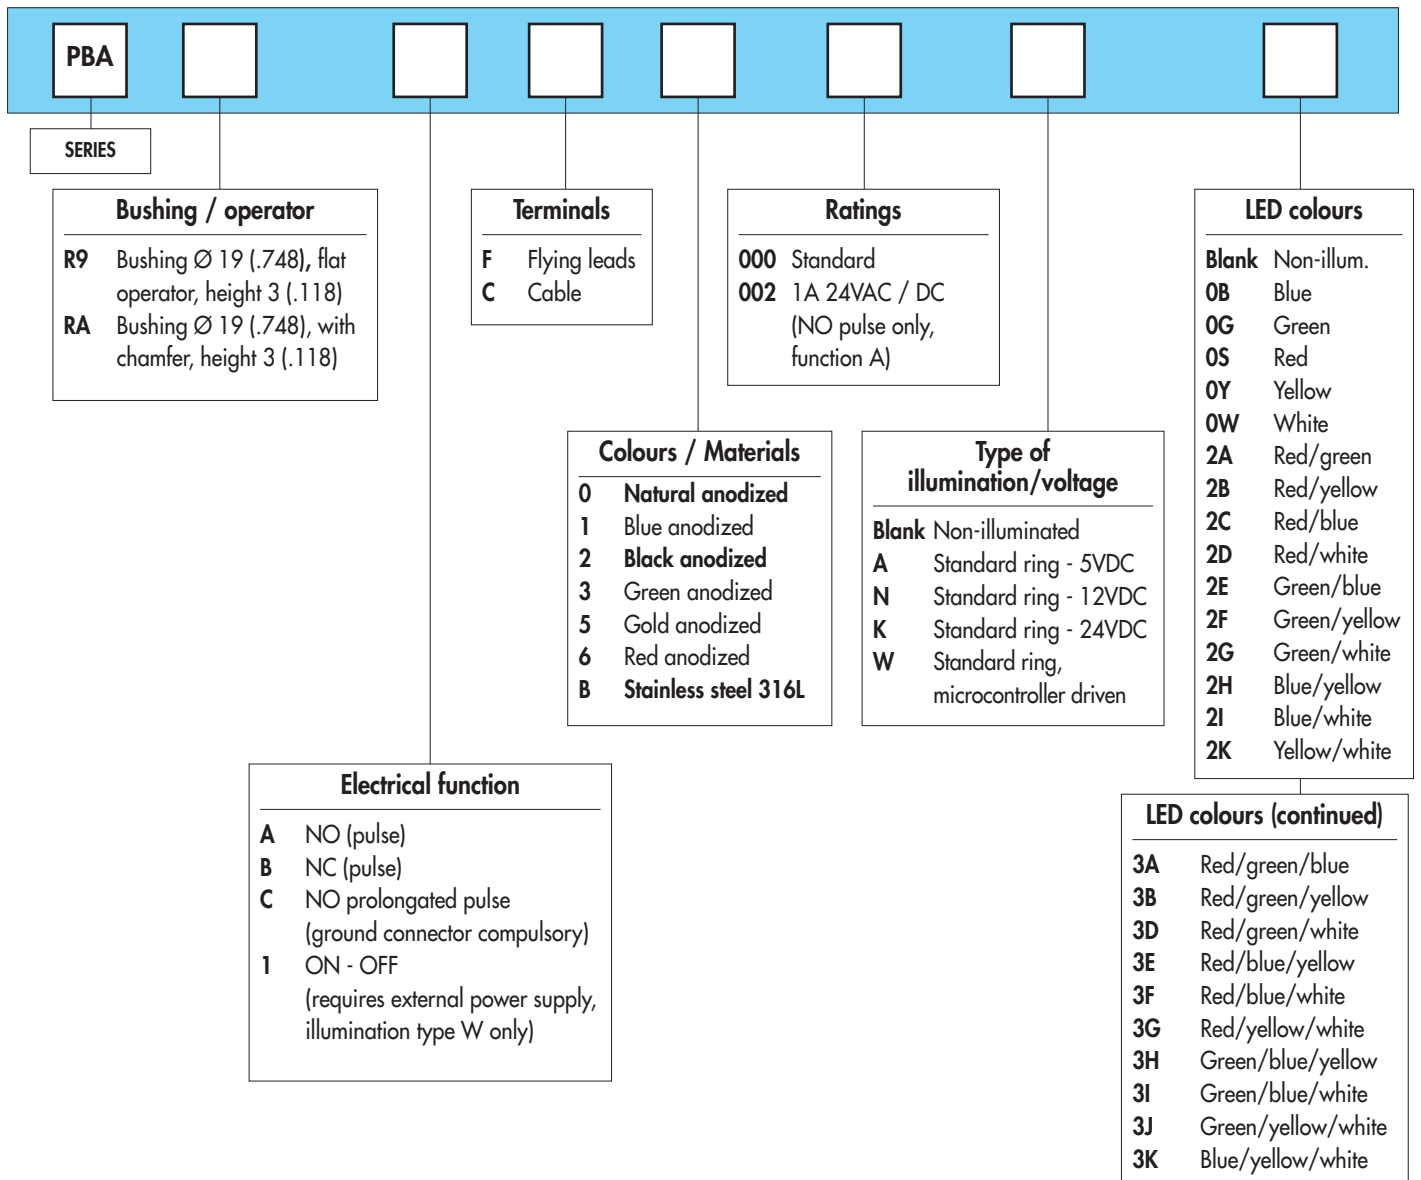 PBA
SERIES
Bushing / operator
R9 Bushing Ø 19 (.748), flat
operator, height 3 (.118)
RA Bushing Ø 19 (.748), with
chamfer, height 3 (.118)
Terminals
F Flying leads
C Cable
Ratings
000 Standard
002 1A 24VAC / DC
(NO pulse only,
function A)
LED colours
Blank Non-illum.
0B Blue
0G Green
0S Red
0Y Yellow
0W White
2A Red/green
2B Red/yellow
2C Red/blue
2D Red/white
2E Green/blue
2F Green/yellow
2G Green/white
2H Blue/yellow
2I Blue/white
2K Yellow/white
Colours / Materials
0 Natural anodized
1 Blue anodized
2 Black anodized
3 Green anodized
5 Gold anodized
6 Red anodized
B Stainless steel 316L
Type of
illumination/voltage
Blank Non-illuminated
A Standard ring - 5VDC
N Standard ring - 12VDC
K Standard ring - 24VDC
W Standard ring,
microcontroller driven
Electrical function
A NO (pulse)
B NC (pulse)
C NO prolongated pulse
(ground connector compulsory)
1 ON - OFF
(requires external power supply,
illumination type W only)
LED colours (continued)
3A Red/green/blue
3B Red/green/yellow
3D Red/green/white
3E Red/blue/yellow
3F Red/blue/white
3G Red/yellow/white
3H Green/blue/yellow
3I Green/blue/white
3J Green/yellow/white
3K Blue/yellow/white